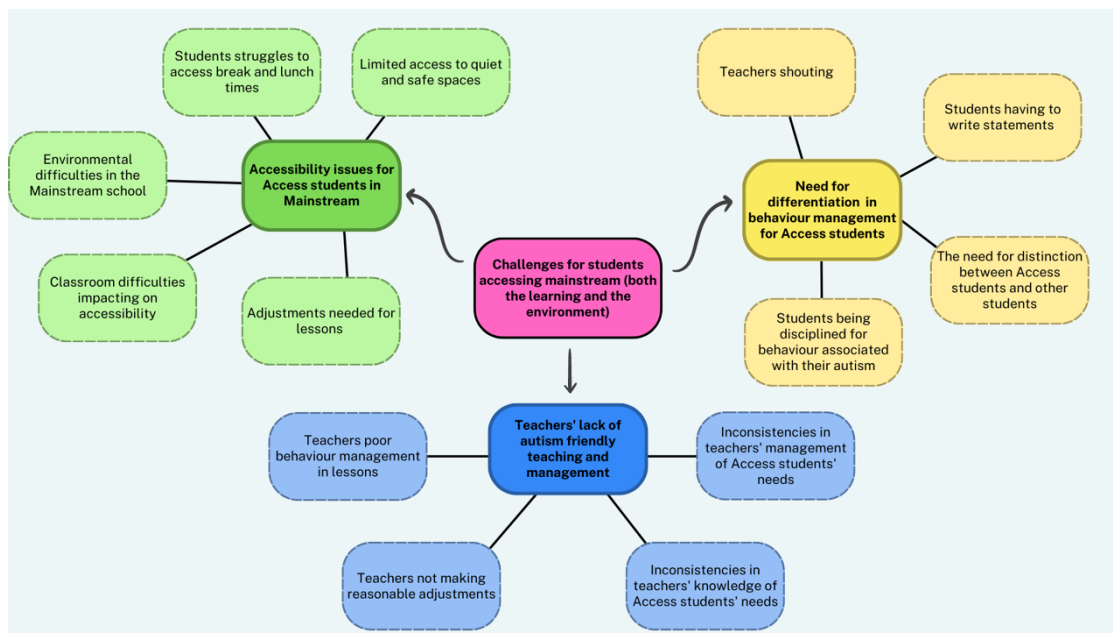 Students struggles to
access break and lunch
times
Limited access to quiet
and safe spaces
Environmental
difficulties in the
Mainstream school
Accessibility issues for
Access students in
Mainstream
Classroom difficulties
impacting on
accessibility
Adjustments needed for
lessons
Challenges for students
accessing mainstream (both
the learning and the
environment)
Teachers shouting
Students having to
write statements
Need for
differentiation in
behaviour management
for Access students
The need for distinction
between Access
students and other
students
Students being
disciplined for
behaviour associated
with their autism
Teachers' lack of
autism friendly
teaching and
management
Teachers poor
behaviour management
in lessons
Inconsistencies in
teachers' management
of Access students'
needs
Teachers not making
reasonable adjustments
Inconsistencies in
teachers' knowledge of
Access students' needs